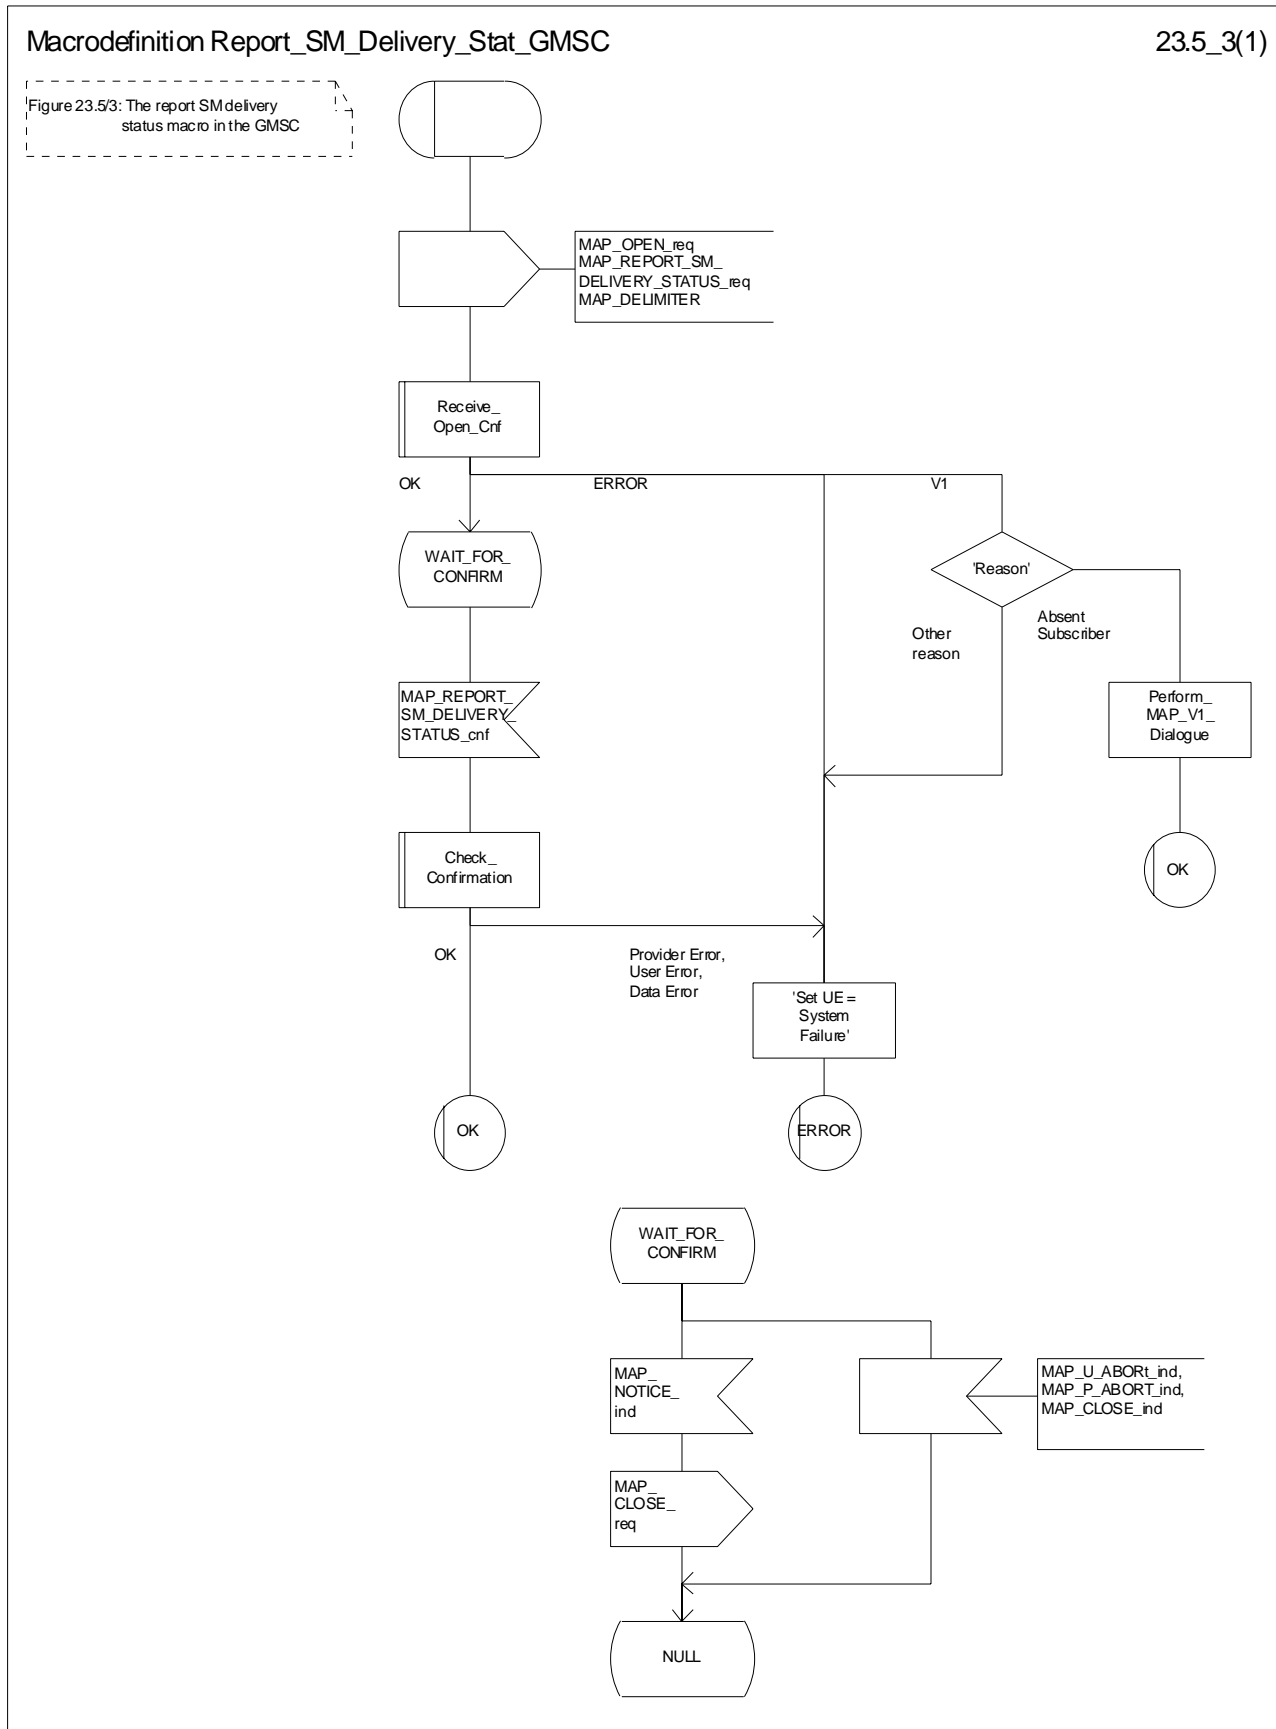 Macrodefinition Report_SM_Delivery_Stat_GMSC
23.5_3(1)
Figure 23.5/3: The report SM delivery
status macro in the GMSC
MAP_OPEN_req
MAP_REPORT_SM_
DELIVERY_STATUS_req
MAP_DELIMITER
Receive_
Open_Cnf
OK
ERROR
V1
WAIT_FOR_
CONFIRM
'Reason'
Other
reason
Absent
Subscriber
MAP_REPORT_
SM_DELIVERY_
STATUS_cnf
Perform_
MAP_V1_
Dialogue
Check_
Confirmation
OK
OK
Provider Error,
User Error,
Data Error
'Set UE =
System
Failure'
OK
ERROR
WAIT_FOR_
CONFIRM
MAP_
NOTICE_
ind
MAP_U_ABORt_ind,
MAP_P_ABORT_ind,
MAP_CLOSE_ind
MAP_
CLOSE_
req
NULL